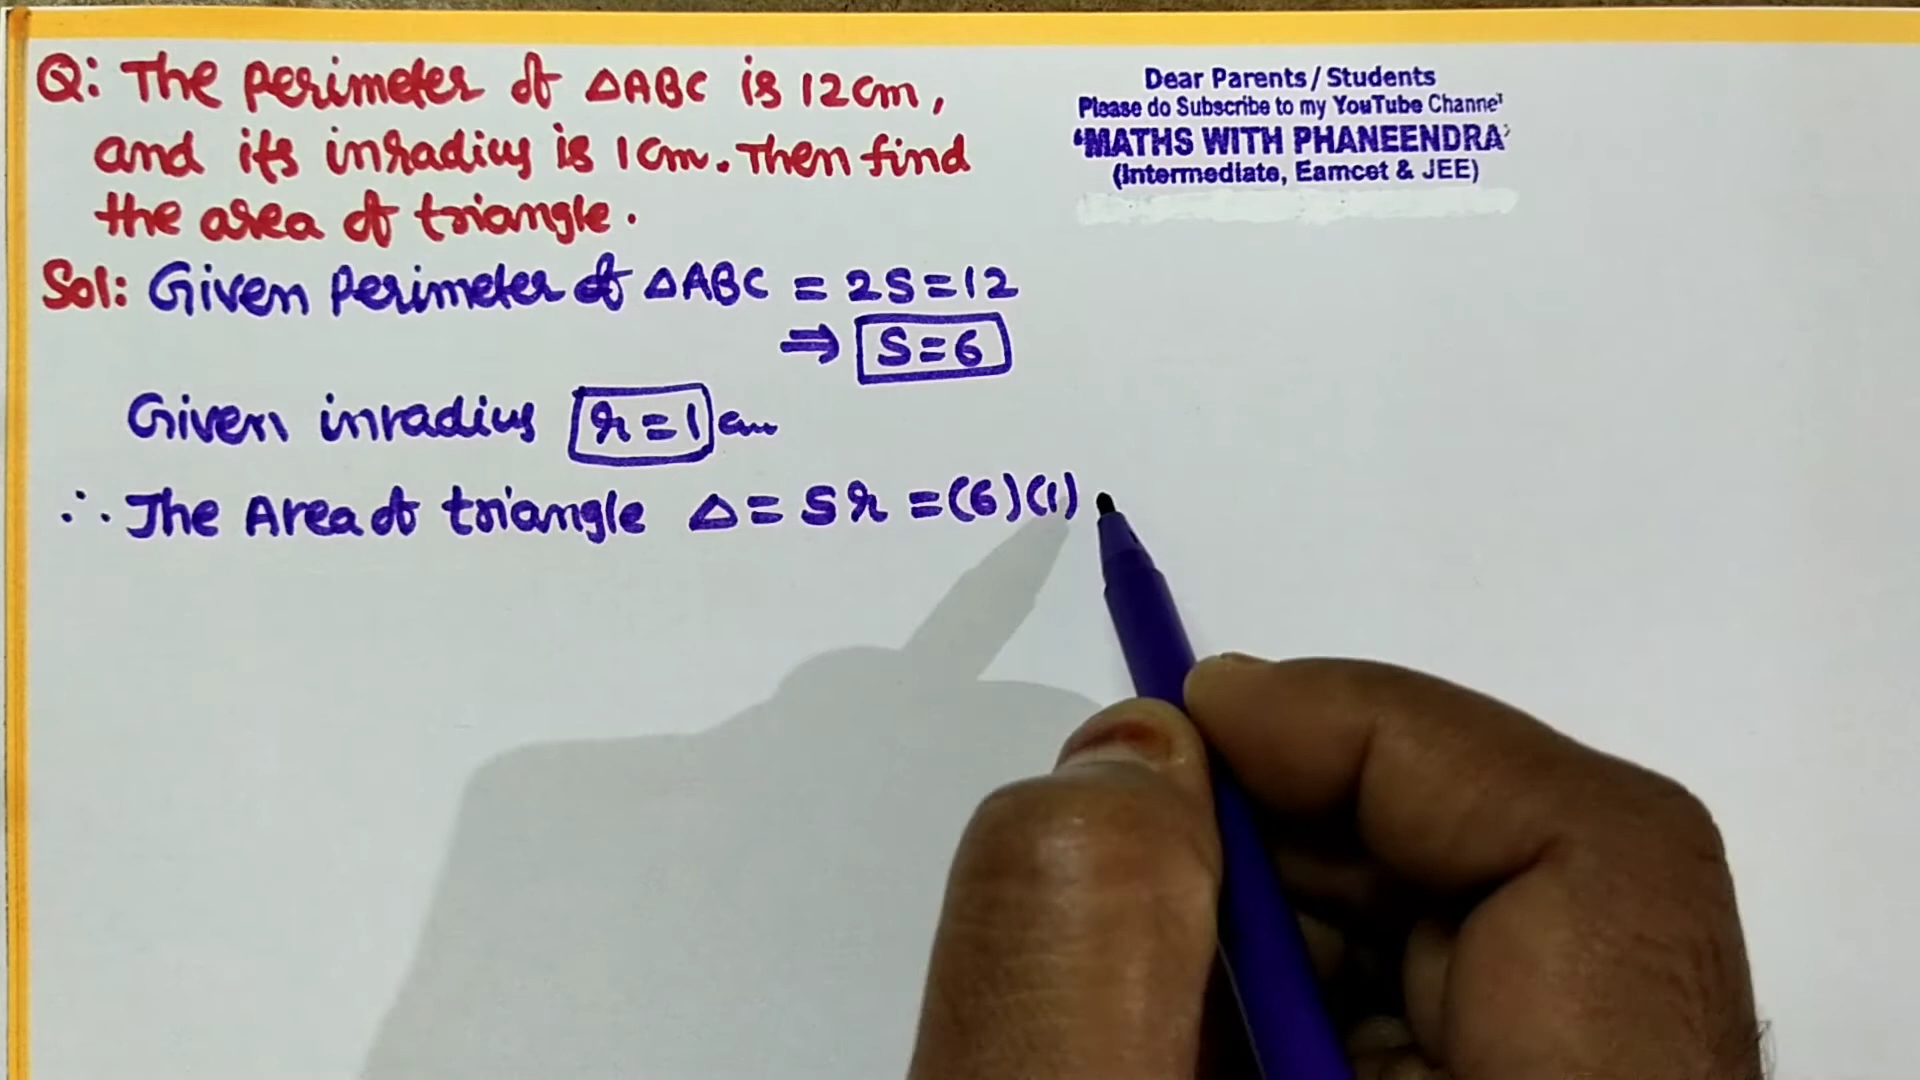 Q: The perimeter of △ABC is 12cm,
and its inradius is 1cm. Then find
the area of triangle.
Sol: Given Perimeter of △ABC = 2S=12
⇒ S=6
Given inradius r=1 cm
∴ The Area of triangle △= S r =(6)(1)
Dear Parents / Students
Please do Subscribe to my YouTube Channel
'MATHS WITH PHANEENDRA'
(Intermediate, Eamcet & JEE)